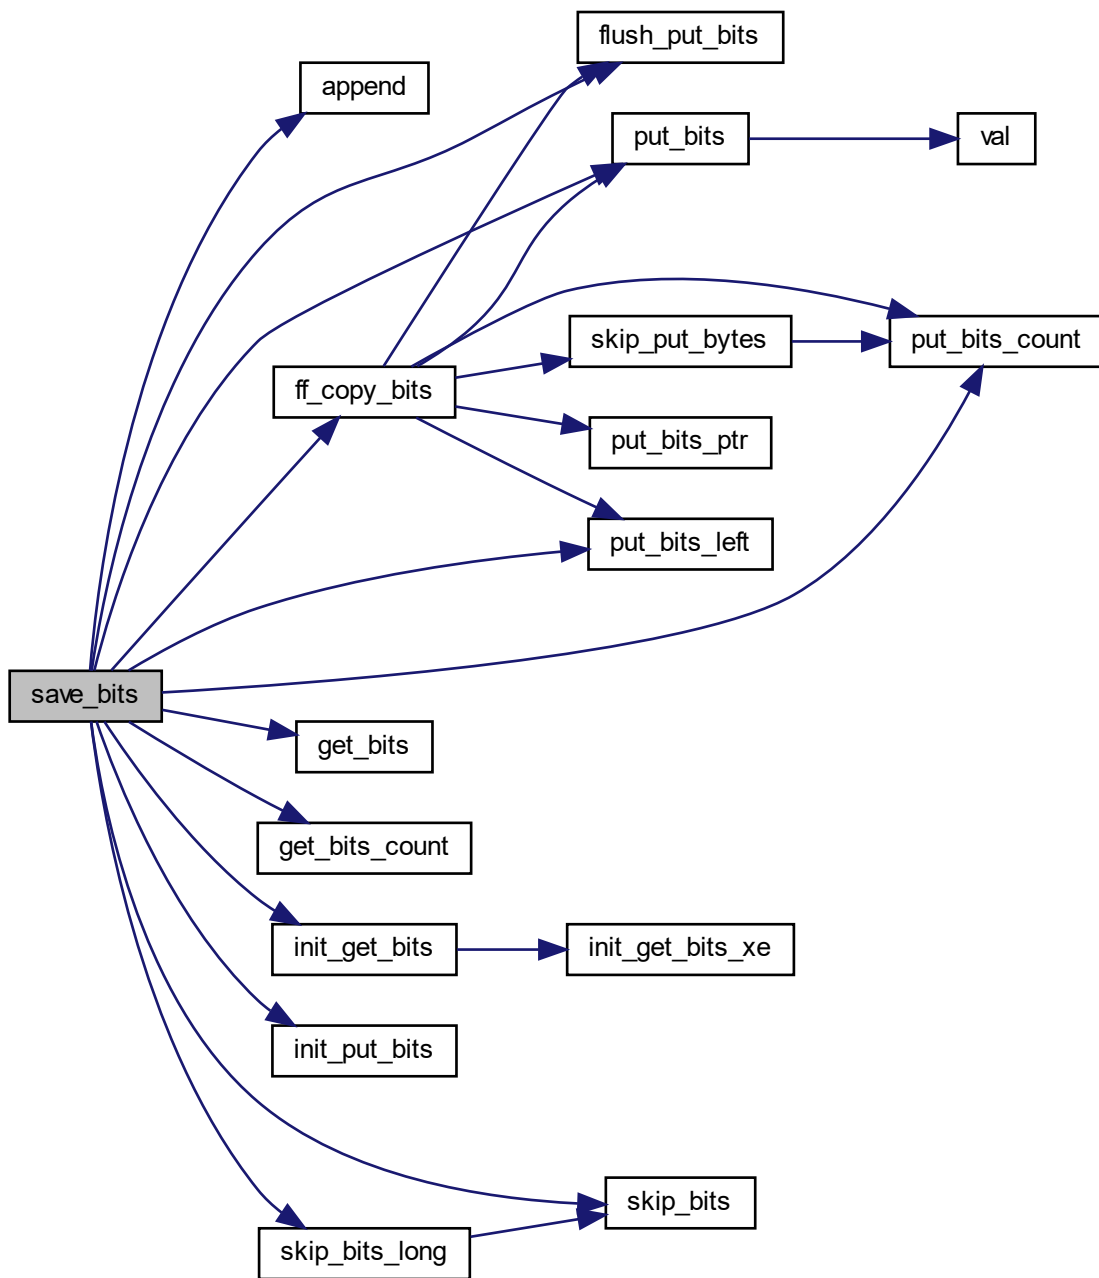 flush_put_bits
append
put_bits
val
skip_put_bytes
put_bits_count
ff_copy_bits
put_bits_ptr
put_bits_left
save_bits
get_bits
get_bits_count
init_get_bits
init_get_bits_xe
init_put_bits
skip_bits
skip_bits_long